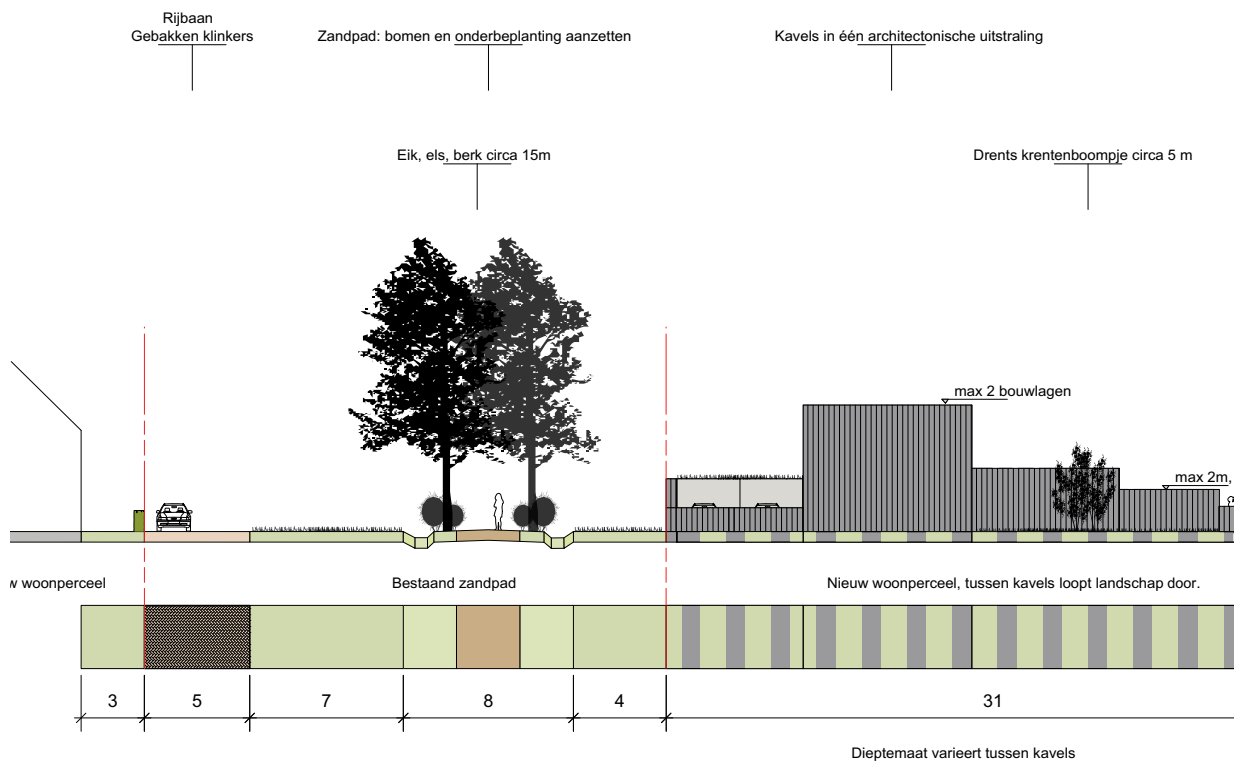 Rijbaan
Gebakken klinkers
Zandpad: bomen en onderbeplanting aanzetten
Kavels in één architectonische uitstraling
Eik, els, berk circa 15m
Drents krentenboompje circa 5 m
max 2 bouwlagen
max 2m,
w woonperceel
Bestaand zandpad
Nieuw woonperceel, tussen kavels loopt landschap door.
3
5
7
8
4
31
Dieptemaat varieert tussen kavels